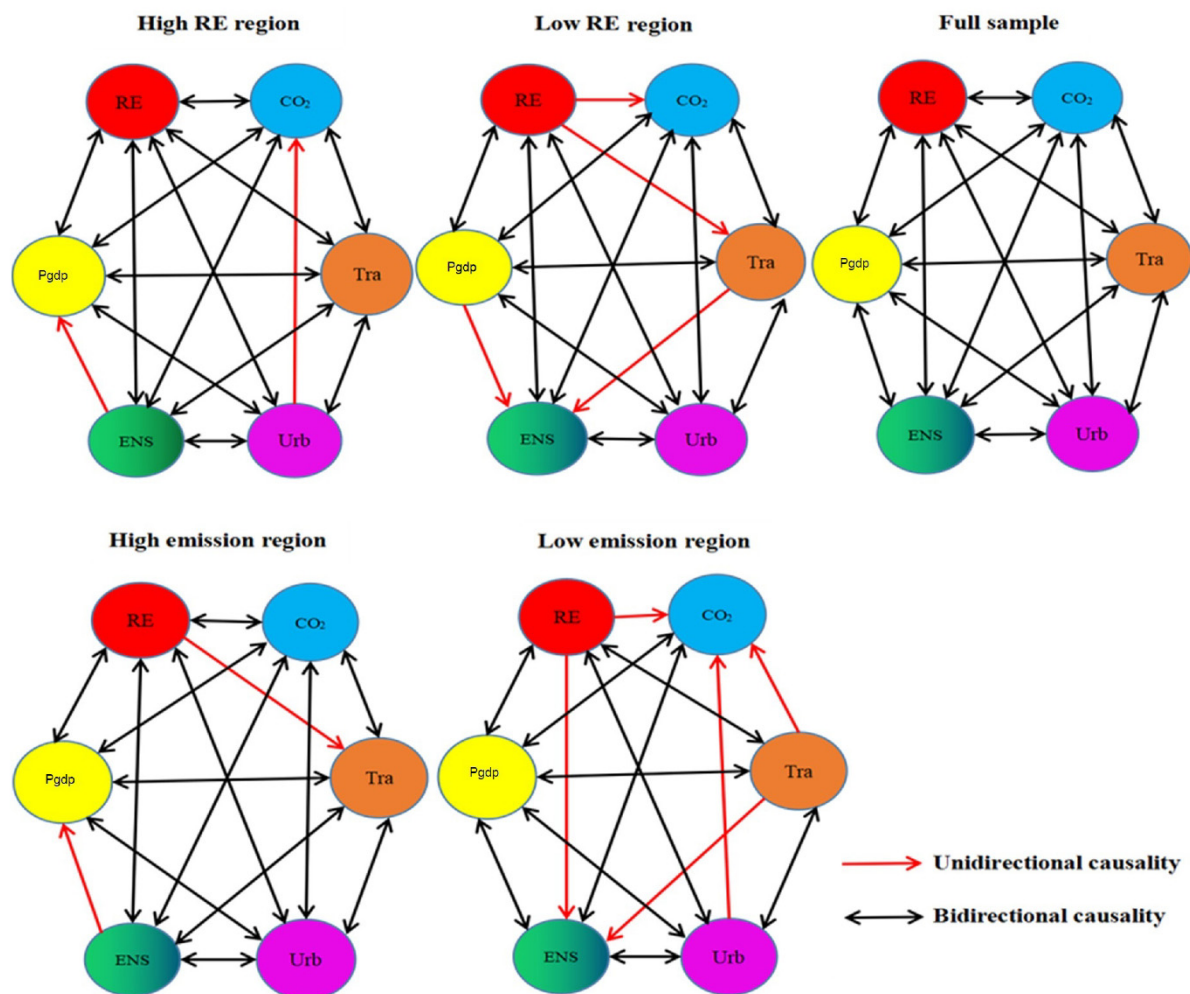 High RE region
Low RE region
Full sample
RE
CO₂
Pgdp
Tra
ENS
Urb
RE
CO₂
Pgdp
Tra
ENS
Urb
RE
CO₂
Pgdp
Tra
ENS
Urb
High emission region
Low emission region
RE
CO₂
Pgdp
Tra
ENS
Urb
RE
CO₂
Pgdp
Tra
ENS
Urb
Unidirectional causality
Bidirectional causality